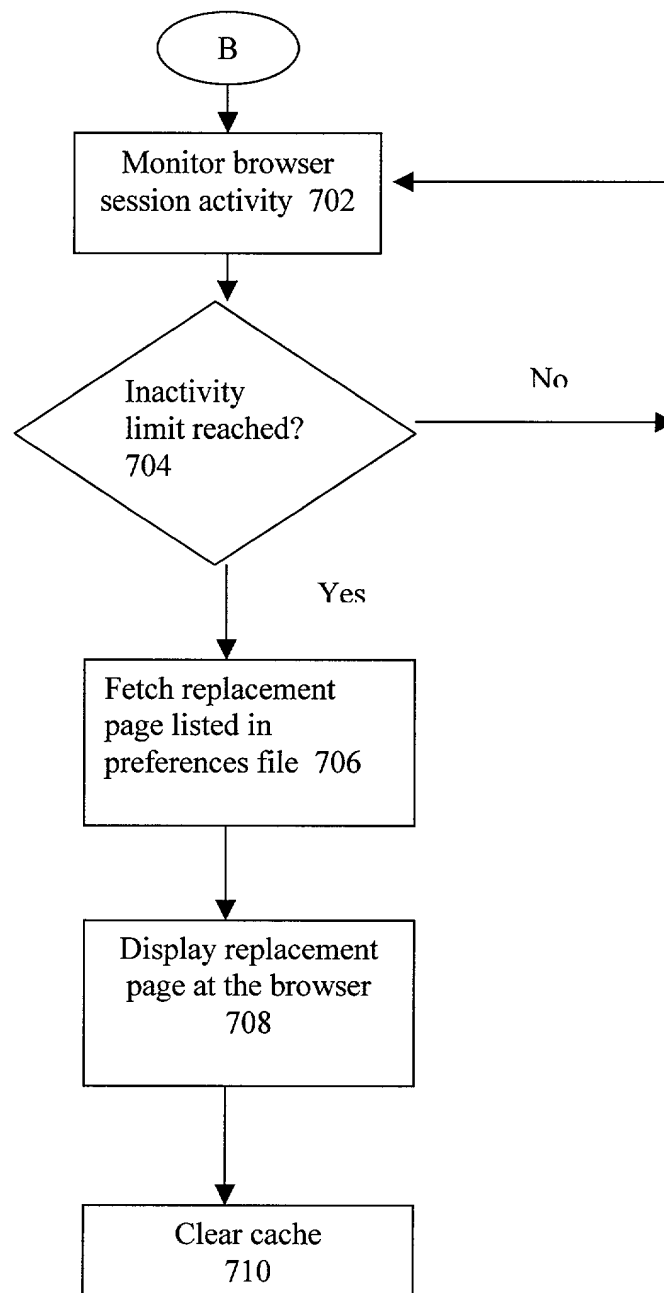 B
Monitor browser
session activity 702
Inactivity
limit reached?
704
No
Yes
Fetch replacement
page listed in
preferences file 706
Display replacement
page at the browser
708
Clear cache
710